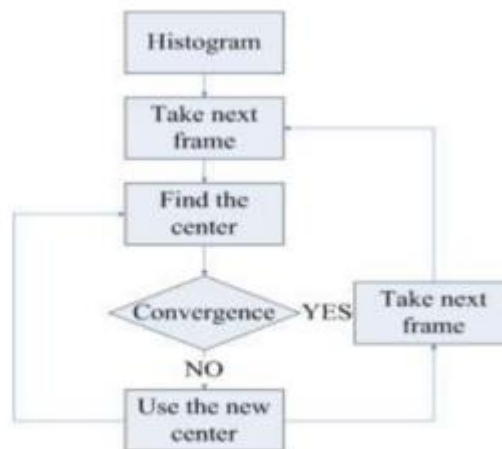 Histogram
Take next
frame
Find the
center
Convergence
YES
Take next
frame
NO
Use the new
center